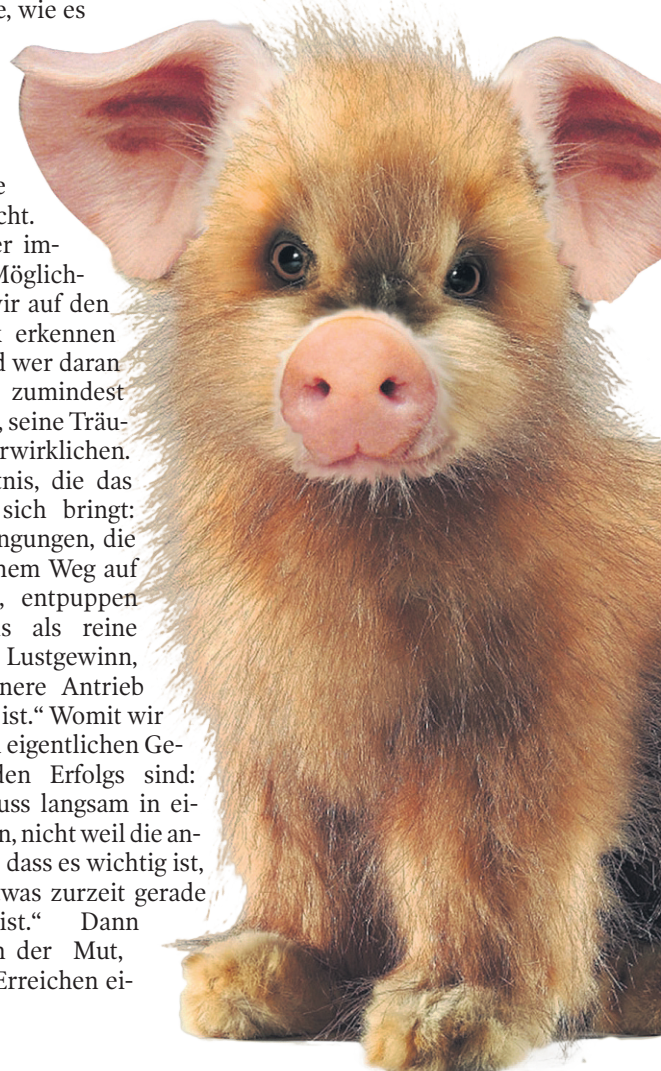 e, wie es
e
cht.
er im-
Möglich-
vir auf den
k erkennen
d wer daran
zumindest
, seine Träu-
rwirklichen.
tnis, die das
sich bringt:
ngungen, die
nem Weg auf
, entpuppen
s als reine
Lustgewinn,
nere Antrieb
ist.“ Womit wir
eigentlichen Ge-
den Erfolgs sind:
uss langsam in ei-
n, nicht weil die an-
dass es wichtig ist,
was zurzeit gerade
ist.“ Dann
n der Mut,
Erreichen ei-